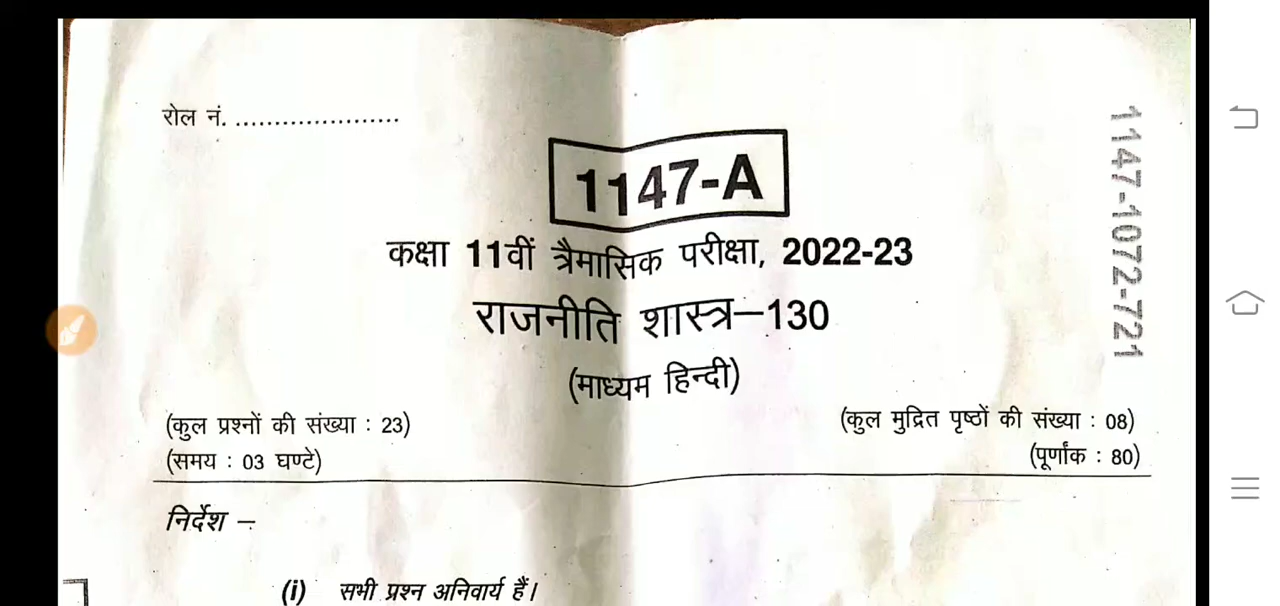 रोल नं. .....................
1147-A
1147-1072-721
कक्षा 11वीं त्रैमासिक परीक्षा, 2022-23
राजनीति शास्त्र–130
(माध्यम हिन्दी)
(कुल प्रश्नों की संख्या : 23)
(कुल मुद्रित पृष्ठों की संख्या : 08)
(समय : 03 घण्टे)
(पूर्णांक : 80)
निर्देश –
(i) सभी प्रश्न अनिवार्य हैं।